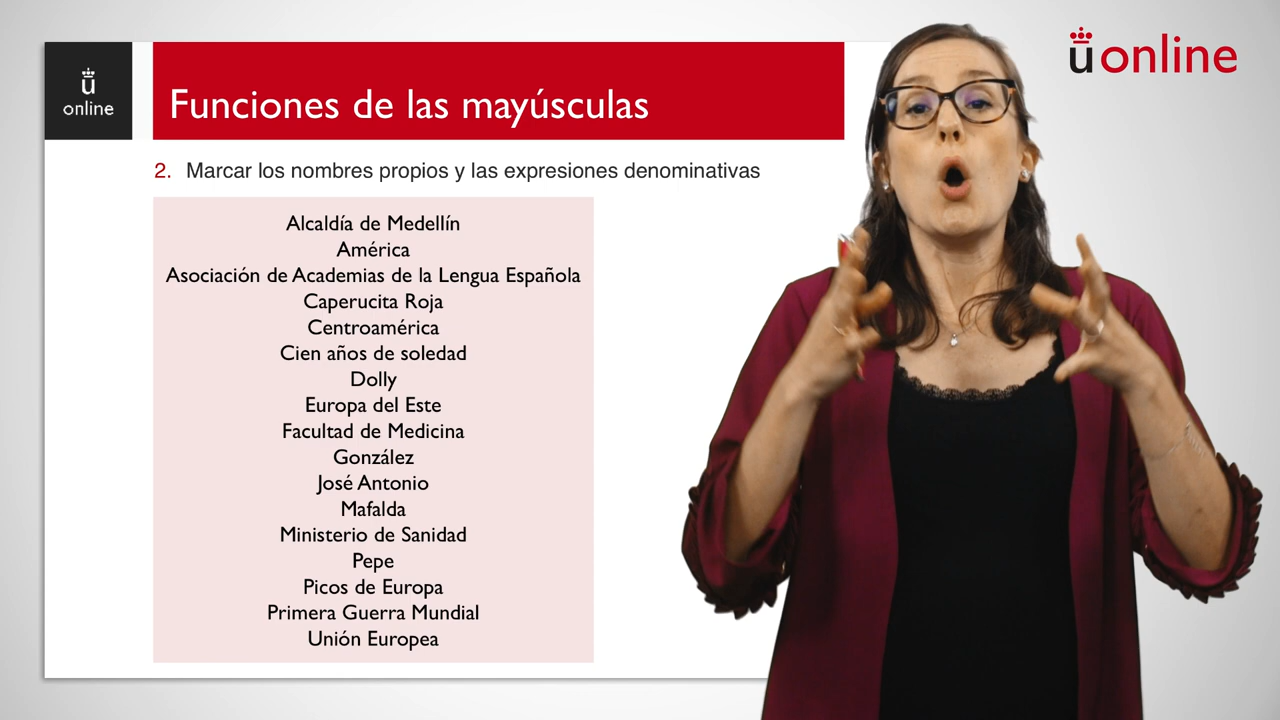 ü
online
Funciones de las mayúsculas
üonline
2. Marcar los nombres propios y las expresiones denominativas
Alcaldía de Medellín
América
Asociación de Academias de la Lengua Española
Caperucita Roja
Centroamérica
Cien años de soledad
Dolly
Europa del Este
Facultad de Medicina
González
José Antonio
Mafalda
Ministerio de Sanidad
Pepe
Picos de Europa
Primera Guerra Mundial
Unión Europea